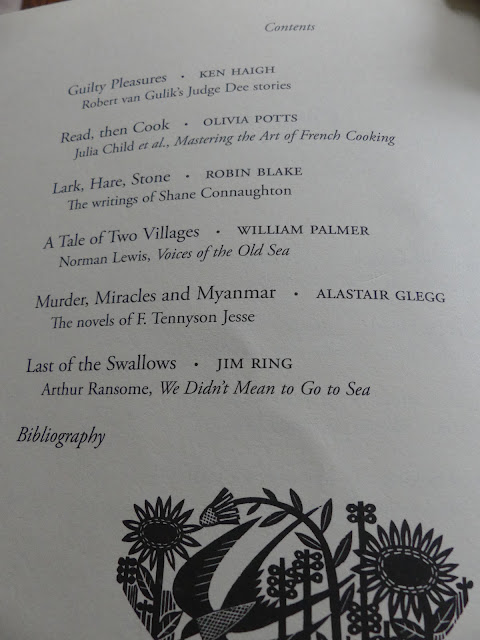 Contents
Guilty Pleasures · KEN HAIGH
Robert van Gulik's Judge Dee stories
Read, then Cook · OLIVIA POTTS
Julia Child et al., Mastering the Art of French Cooking
Lark, Hare, Stone · ROBIN BLAKE
The writings of Shane Connaughton
A Tale of Two Villages · WILLIAM PALMER
Norman Lewis, Voices of the Old Sea
Murder, Miracles and Myanmar · ALASTAIR GLEGG
The novels of F. Tennyson Jesse
Last of the Swallows · JIM RING
Arthur Ransome, We Didn't Mean to Go to Sea
Bibliography